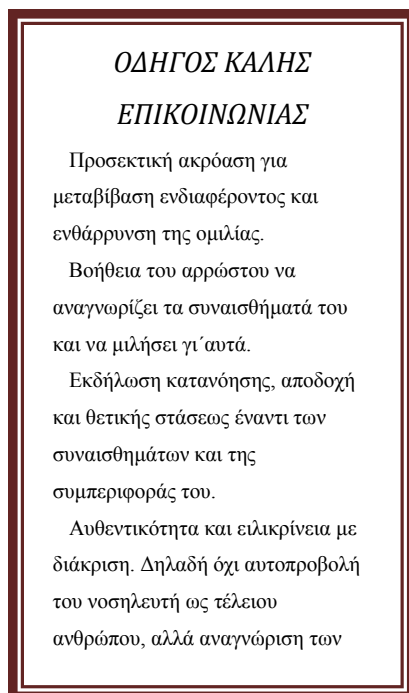 ΟΔΗΓΟΣ ΚΑΛΗΣ
ΕΠΙΚΟΙΝΩΝΙΑΣ
Προσεκτική ακρόαση για
μεταβίβαση ενδιαφέροντος και
ενθάρρυνση της ομιλίας.
Βοήθεια του αρρώστου να
αναγνωρίζει τα συναισθήματά του
και να μιλήσει γι΄αυτά.
Εκδήλωση κατανόησης, αποδοχή
και θετικής στάσεως έναντι των
συναισθημάτων και της
συμπεριφοράς του.
Αυθεντικότητα και ειλικρίνεια με
διάκριση. Δηλαδή όχι αυτοπροβολή
του νοσηλευτή ως τέλειου
ανθρώπου, αλλά αναγνώριση των